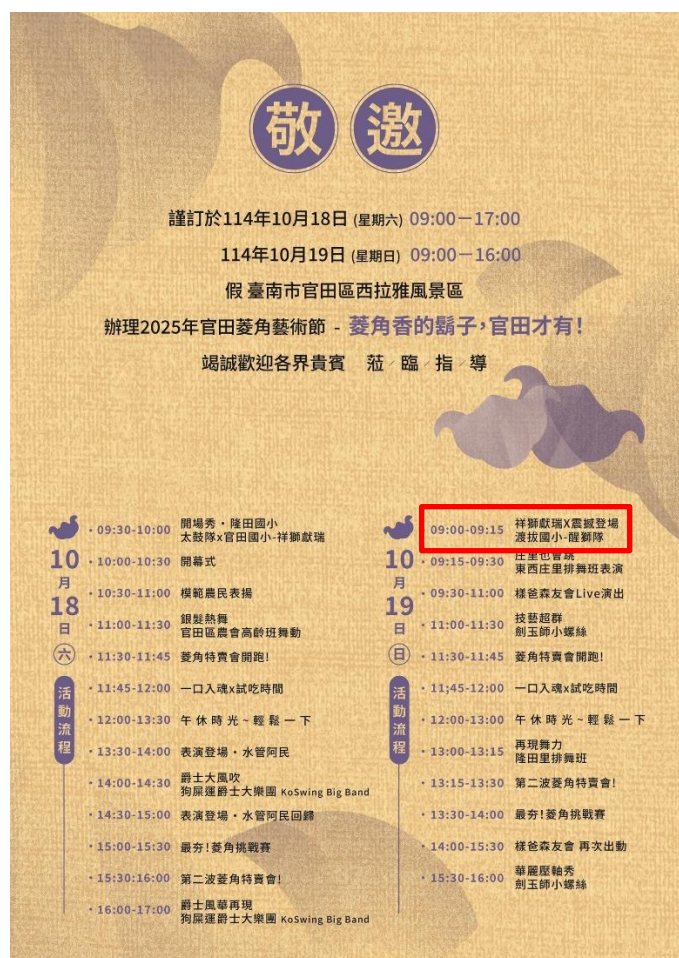 敬邀
謹訂於114年10月18日 (星期六) 09:00－17:00
114年10月19日 (星期日) 09:00－16:00
假 臺南市官田區西拉雅風景區
辦理2025年官田菱角藝術節 - 菱角香的鬍子,官田才有!
竭誠歡迎各界貴賓 蒞 臨 指 導
10月18日 六 活動流程
・09:30-10:00 開場秀・隆田國小
太鼓隊x官田國小-祥獅獻瑞
・10:00-10:30 開幕式
・10:30-11:00 模範農民表揚
・11:00-11:30 銀髮熱舞
官田區農會高齡班舞動
・11:30-11:45 菱角特賣會開跑!
・11:45-12:00 一口入魂x試吃時間
・12:00-13:30 午休時光~輕鬆一下
・13:30-14:00 表演登場・水管阿民
・14:00-14:30 爵士大風吹
狗屎運爵士大樂團 KoSwing Big Band
・14:30-15:00 表演登場・水管阿民回歸
・15:00-15:30 最夯!菱角挑戰賽
・15:30:16:00 第二波菱角特賣會!
・16:00-17:00 爵士風華再現
狗屎運爵士大樂團 KoSwing Big Band
10月19日 日 活動流程
09:00-09:15 祥獅獻瑞X震撼登場
渡拔國小-醒獅隊
・09:15-09:30 庄里也會跳
東西庄里排舞班表演
・09:30-11:00 樣爸森友會Live演出
・11:00-11:30 技藝超群
劍玉師小螺絲
・11:30-11:45 菱角特賣會開跑!
・11;45-12:00 一口入魂x試吃時間
・12:00-13:00 午休時光~輕鬆一下
・13:00-13:15 再現舞力
隆田里排舞班
・13:15-13:30 第二波菱角特賣會!
・13:30-14:00 最夯!菱角挑戰賽
・14:00-15:30 樣爸森友會 再次出動
・15:30-16:00 華麗壓軸秀
劍玉師小螺絲